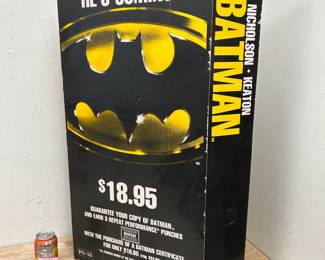 HE'S COMING
$18.95
GUARANTEE YOUR COPY OF BATMAN
AND EARN 3 REPEAT PERFORMANCE PUNCHES
WITH THE PURCHASE OF A BATMAN CERTIFICATE
FOR ONLY $18.95
PG-13
NICHOLSON · KEATON
BATMAN